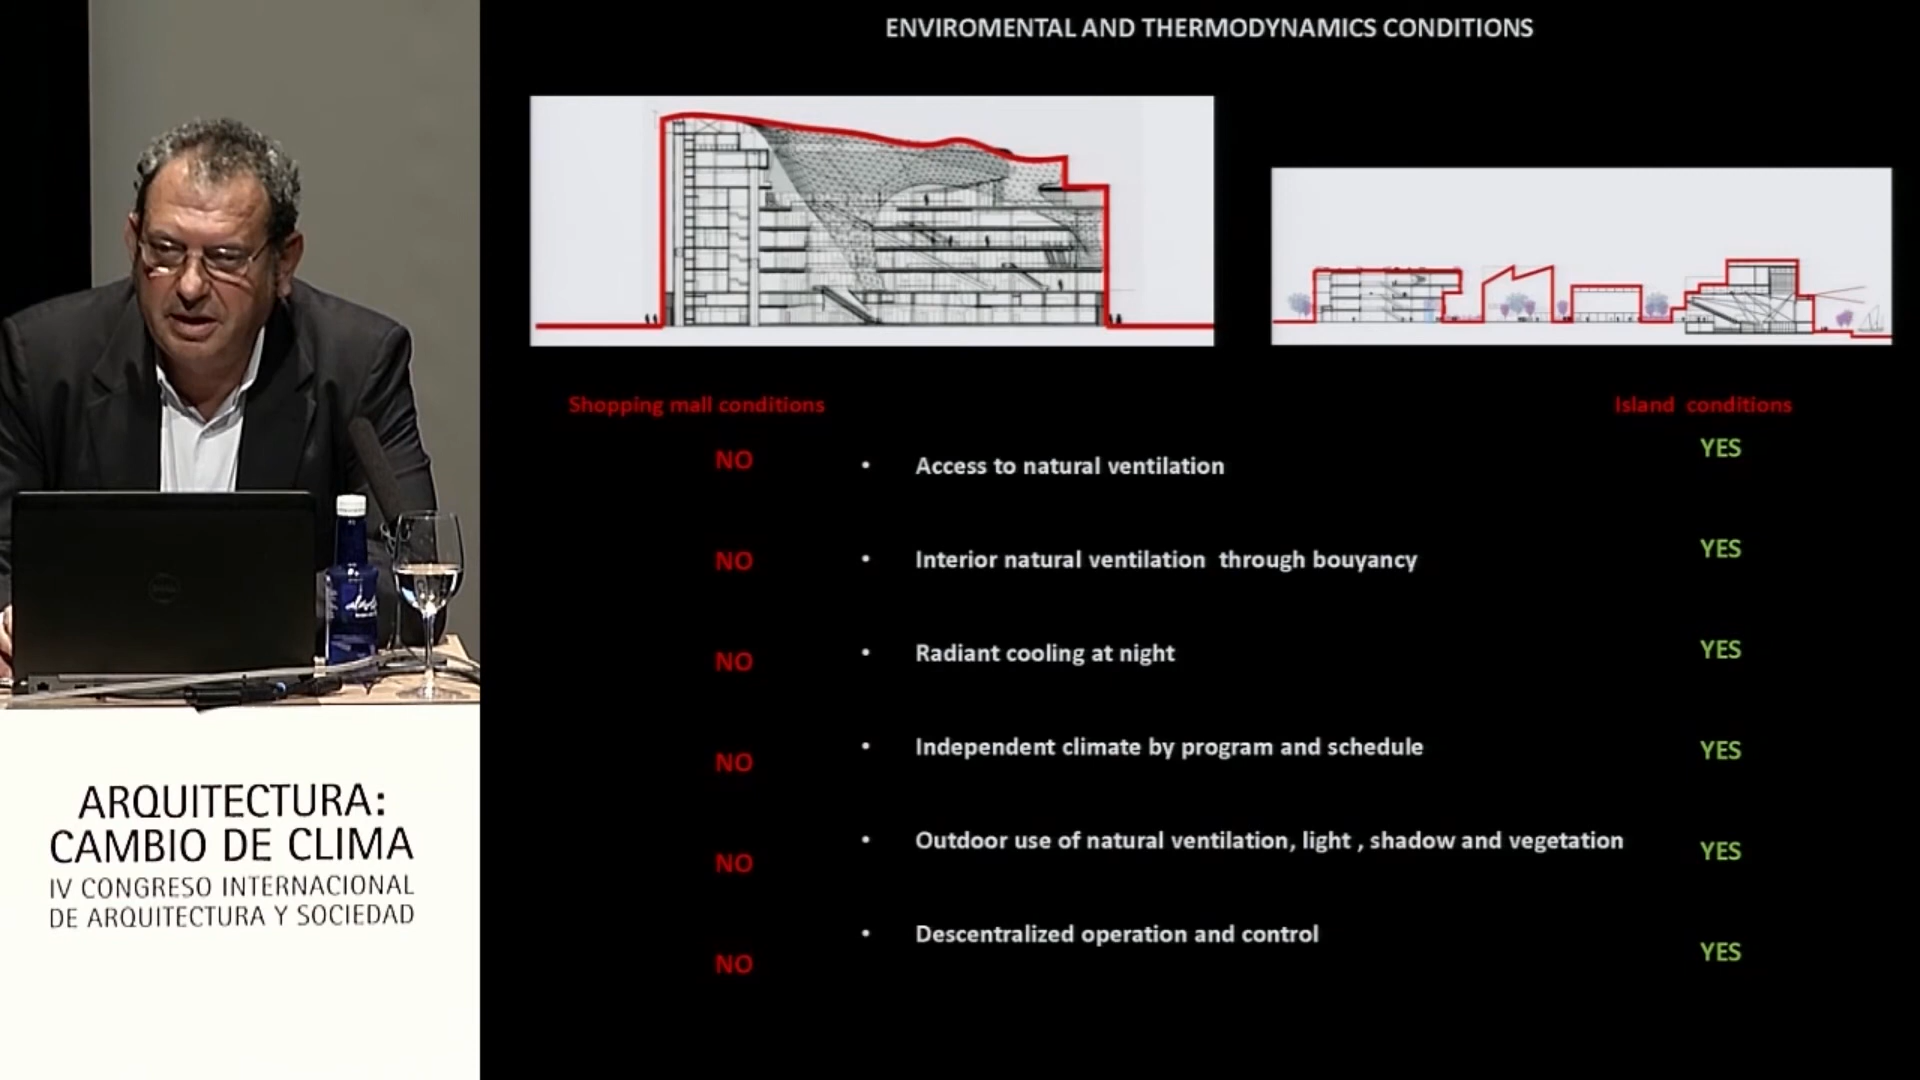 ENVIROMENTAL AND THERMODYNAMICS CONDITIONS
Shopping mall conditions
Island conditions
NO
• Access to natural ventilation
YES
NO
• Interior natural ventilation through bouyancy
YES
NO
• Radiant cooling at night
YES
NO
• Independent climate by program and schedule
YES
NO
• Outdoor use of natural ventilation, light , shadow and vegetation
YES
NO
• Descentralized operation and control
YES
ARQUITECTURA:
CAMBIO DE CLIMA
IV CONGRESO INTERNACIONAL
DE ARQUITECTURA Y SOCIEDAD